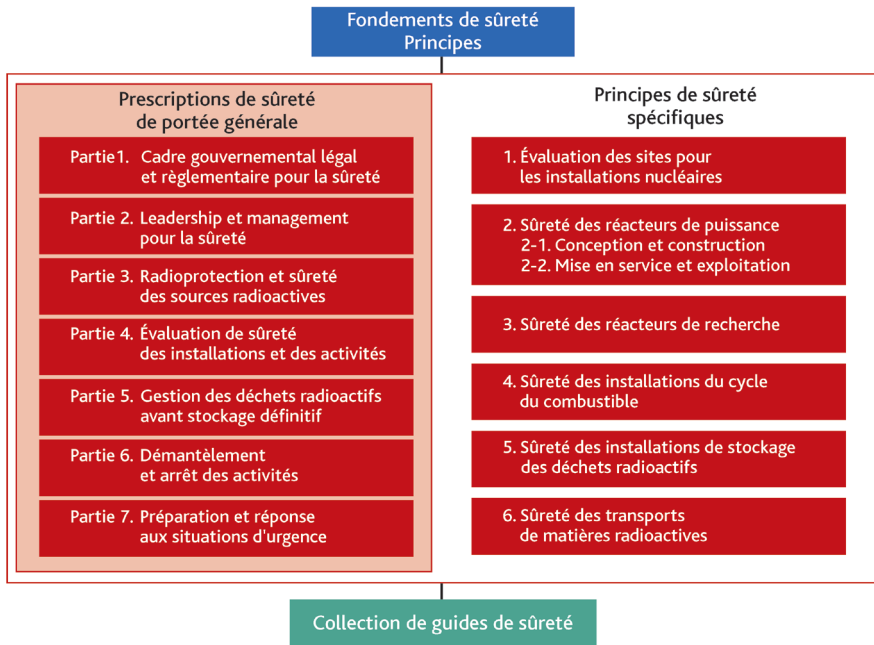 Fondements de sûreté
Principes
Prescriptions de sûreté
de portée générale
Partie1. Cadre gouvernemental légal
et règlementaire pour la sûreté
Partie 2. Leadership et management
pour la sûreté
Partie 3. Radioprotection et sûreté
des sources radioactives
Partie 4. Évaluation de sûreté
des installations et des activités
Partie 5. Gestion des déchets radioactifs
avant stockage définitif
Partie 6. Démantèlement
et arrêt des activités
Partie 7. Préparation et réponse
aux situations d'urgence
Principes de sûreté
spécifiques
1. Évaluation des sites pour
les installations nucléaires
2. Sûreté des réacteurs de puissance
2-1. Conception et construction
2-2. Mise en service et exploitation
3. Sûreté des réacteurs de recherche
4. Sûreté des installations du cycle
du combustible
5. Sûreté des installations de stockage
des déchets radioactifs
6. Sûreté des transports
de matières radioactives
Collection de guides de sûreté